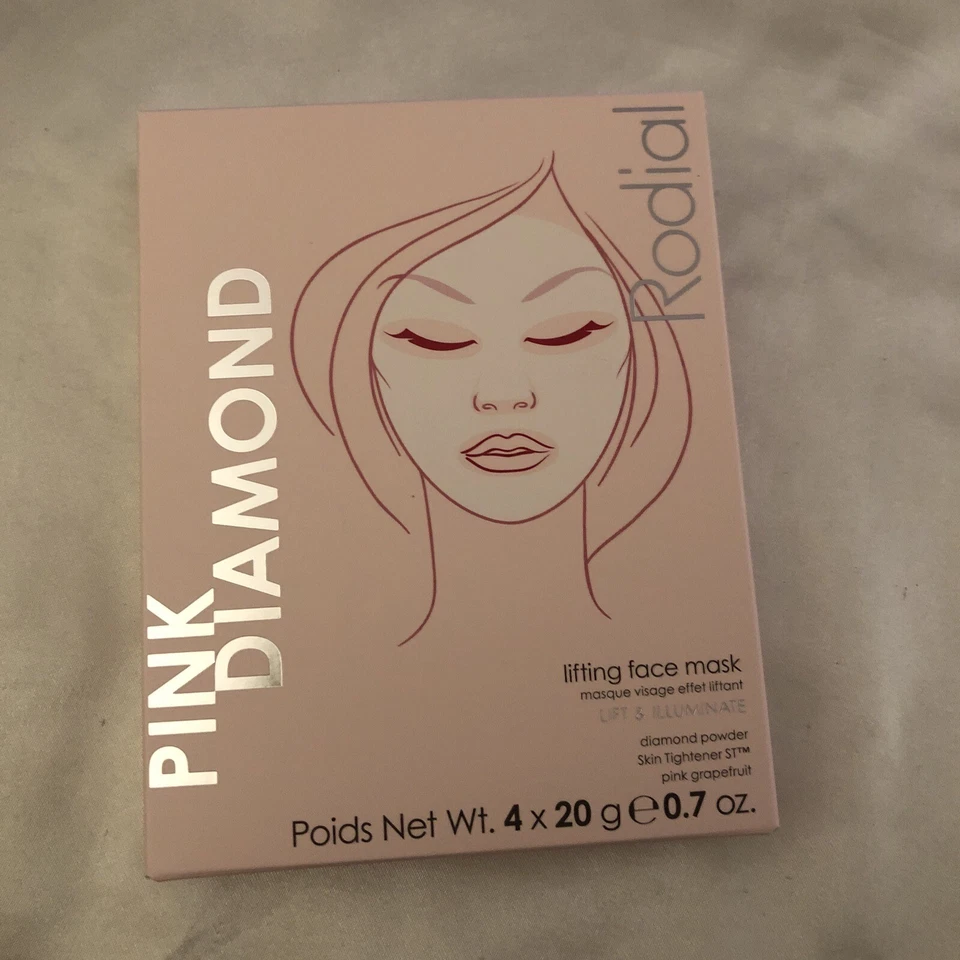 Rodial
PINK
DIAMOND
lifting face mask
masque visage effet liftant
LIFT & ILLUMINATE
diamond powder
Skin Tightener ST™
pink grapefruit
Poids Net Wt. 4 x 20 g ℮ 0.7 oz.